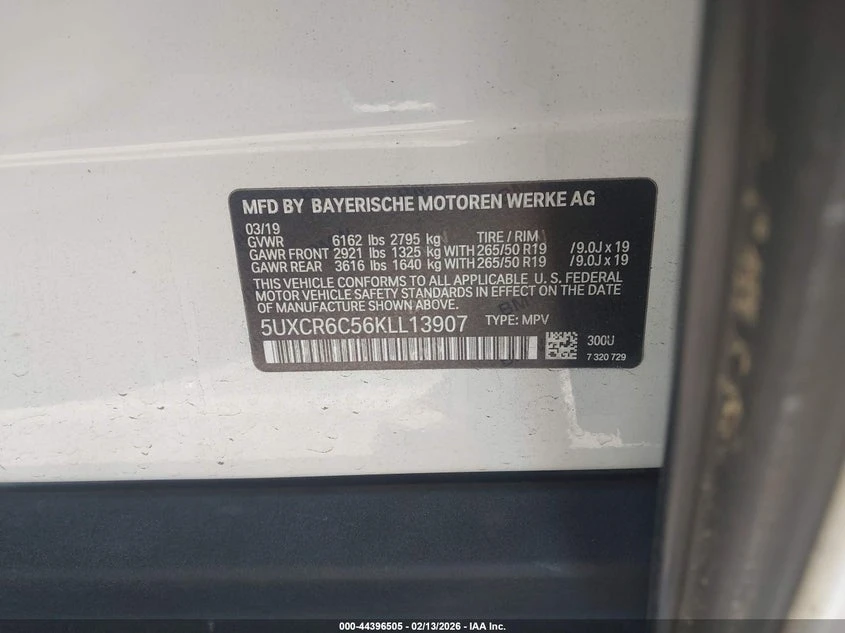 MFD BY BAYERISCHE MOTOREN WERKE AG
03/19
GVWR 6162 lbs 2795 kg TIRE / RIM
GAWR FRONT 2921 lbs 1325 kg WITH 265/50 R19 /9.0J x 19
GAWR REAR 3616 lbs 1640 kg WITH 265/50 R19 /9.0J x 19
THIS VEHICLE CONFORMS TO ALL APPLICABLE U. S. FEDERAL
MOTOR VEHICLE SAFETY STANDARDS IN EFFECT ON THE DATE
OF MANUFACTURE SHOWN ABOVE.
5UXCR6C56KLL13907 TYPE: MPV
300U
7 320 729
000-44396505 — 02/13/2026 — IAA Inc.